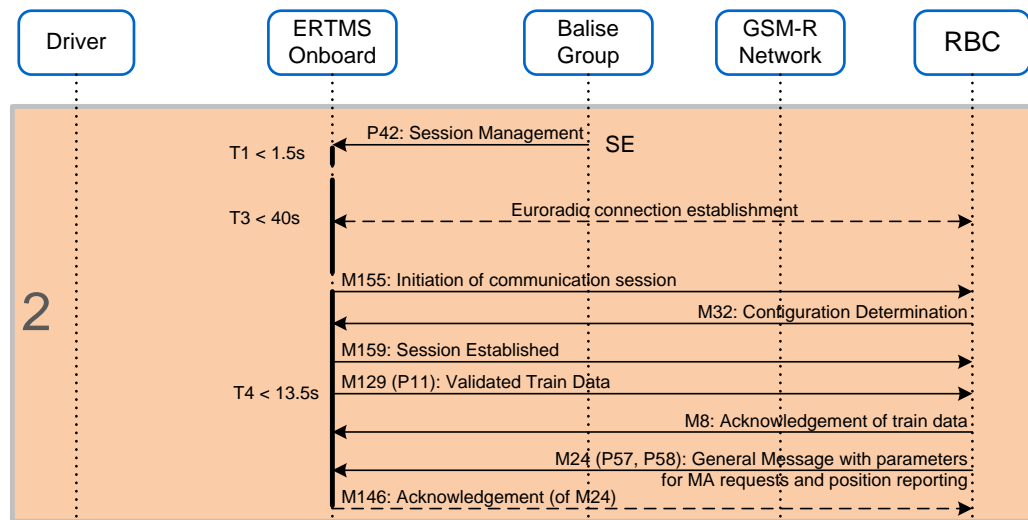 Driver
ERTMS
Onboard
Balise
Group
GSM-R
Network
RBC
P42: Session Management
SE
T1 < 1.5s
Euroradic connection establishment
T3 < 40s
M155: Initiation of communication session
M32: Configuration Determination
2
M159: Session Established
M129 (P11): Validated Train Data
T4 < 13.5s
M8: Acknowledgement of train data
M24 (P57, P58): General Message with parameters
for MA requests and position reporting
M146: Acknowledgement (of M24)